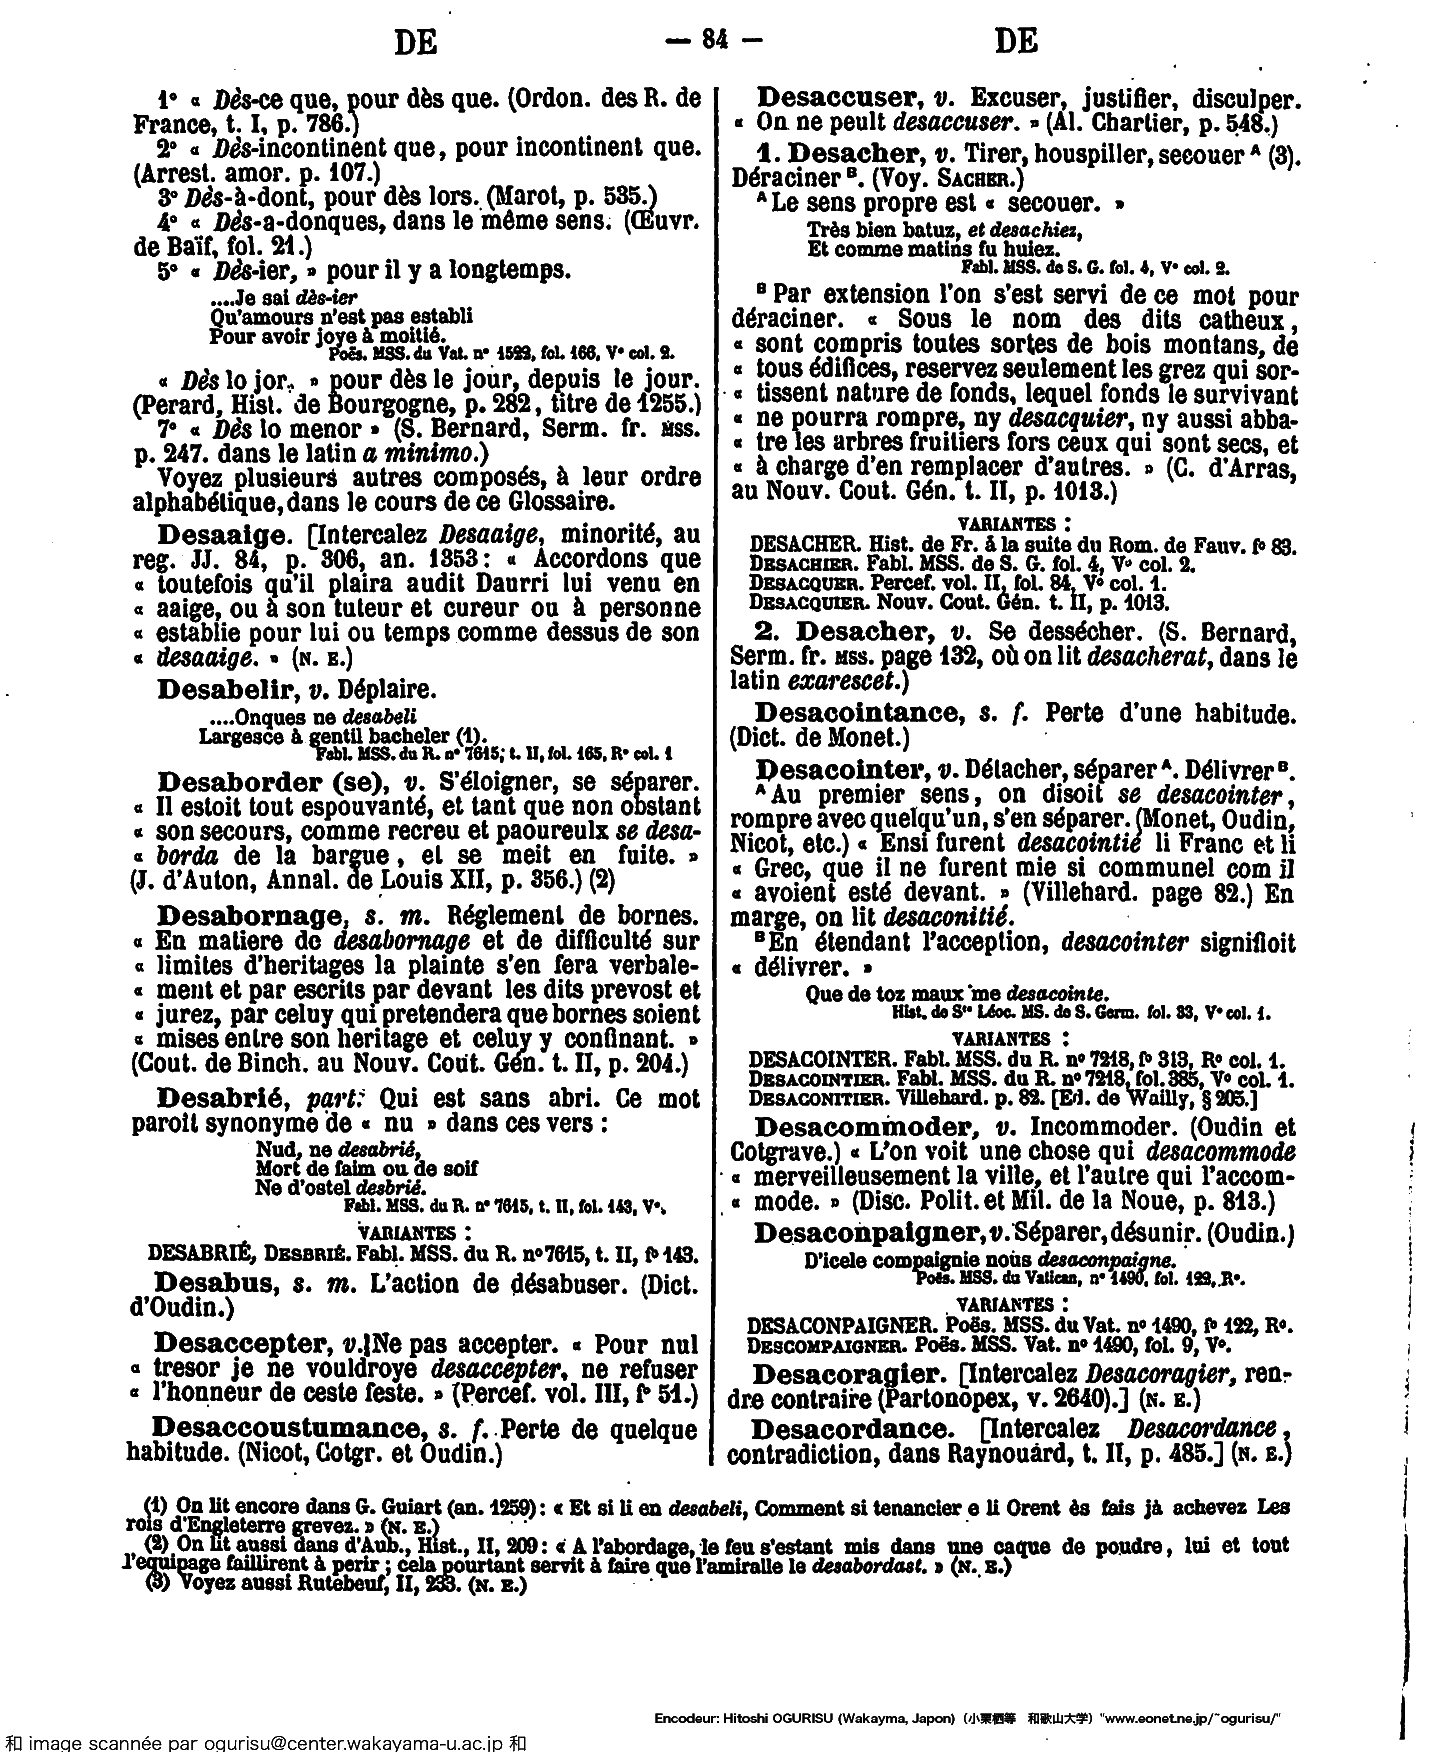 DE — 84 — DE
1° « Dès-ce que, pour dès que. (Ordon. des R. de
France, t. I, p. 786.)
2° « Dès-incontinent que, pour incontinent que.
(Arrest. amor. p. 107.)
3° Dès-à-dont, pour dès lors. (Marot, p. 535.)
4° « Dès-a-donques, dans le même sens. (Œuvr.
de Baïf, fol. 21.)
5° « Dès-ier, » pour il y a longtemps.
....Je sai dès-ier
Qu'amours n'est pas establi
Pour avoir joye à moitié.
Poës. MSS. du Vat. n° 1522, fol. 166, V° col. 2.
« Dès lo jor. » pour dès le jour, depuis le jour.
(Perard, Hist. de Bourgogne, p. 282, titre de 1255.)
7° « Dès lo menor » (S. Bernard, Serm. fr. MSS.
p. 247. dans le latin a minimo.)
Voyez plusieurs autres composés, à leur ordre
alphabétique, dans le cours de ce Glossaire.
Desaaige. [Intercalez Desaaige, minorité, au
reg. JJ. 84, p. 306, an. 1353 : « Accordons que
« toutefois qu'il plaira audit Daurri lui venu en
« aaige, ou à son tuteur et cureur ou à personne
« establie pour lui ou temps comme dessus de son
« desaaige. » (N. E.)
Desabelir, v. Déplaire.
....Onques ne desabeli
Largesce à gentil bacheler (1).
Fabl. MSS. du R. n° 7615; t. II, fol. 165, R° col. 1
Desaborder (se), v. S'éloigner, se séparer.
« Il estoit tout espouvanté, et tant que non obstant
« son secours, comme recreu et paoureulx se desa-
« borda de la bargue, et se meit en fuite. »
(J. d'Auton, Annal. de Louis XII, p. 356.) (2)
Desabornage, s. m. Réglement de bornes.
« En matiere de desabornage et de difficulté sur
« limites d'heritages la plainte s'en fera verbale-
« ment et par escrits par devant les dits prevost et
« jurez, par celuy qui pretendera que bornes soient
« mises entre son heritage et celuy y confinant. »
(Cout. de Binch. au Nouv. Cout. Gén. t. II, p. 204.)
Desabrié, part. Qui est sans abri. Ce mot
paroit synonyme de « nu » dans ces vers :
Nud, ne desabrié,
Mort de faim ou de soif
Ne d'ostel desbrié.
Fabl. MSS. du R. n° 7615, t. II, fol. 143, V°.
VARIANTES :
DESABRIÉ, DESBRIÉ. Fabl. MSS. du R. n° 7615, t. II, f° 143.
Desabus, s. m. L'action de désabuser. (Dict.
d'Oudin.)
Desaccepter, v. Ne pas accepter. « Pour nul
« tresor je ne vouldroye desaccepter, ne refuser
« l'honneur de ceste feste. » (Percef. vol. III, f° 51.)
Desaccoustumance, s. f. Perte de quelque
habitude. (Nicot, Cotgr. et Oudin.)
Desaccuser, v. Excuser, justifier, disculper.
« On ne peult desaccuser. » (Al. Chartier, p. 548.)
1. Desacher, v. Tirer, houspiller, secouer ᴬ (3).
Déraciner ᴮ. (Voy. SACHER.)
ᴬ Le sens propre est « secouer. »
Très bien batuz, et desachiez,
Et comme matins fu huiez.
Fabl. MSS. de S. G. fol. 4, V° col. 2.
ᴮ Par extension l'on s'est servi de ce mot pour
déraciner. « Sous le nom des dits catheux,
« sont compris toutes sortes de bois montans, de
« tous édifices, reservez seulement les grez qui sor-
« tissent nature de fonds, lequel fonds le survivant
« ne pourra rompre, ny desacquier, ny aussi abba-
« tre les arbres fruitiers fors ceux qui sont secs, et
« à charge d'en remplacer d'autres. » (C. d'Arras,
au Nouv. Cout. Gén. t. II, p. 1013.)
VARIANTES :
DESACHER. Hist. de Fr. à la suite du Rom. de Fauv. f° 83.
DESACHIER. Fabl. MSS. de S. G. fol. 4, V° col. 2.
DESACQUER. Percef. vol. II, fol. 84, V° col. 1.
DESACQUIER. Nouv. Cout. Gén. t. II, p. 1013.
2. Desacher, v. Se dessécher. (S. Bernard,
Serm. fr. MSS. page 132, où on lit desacherat, dans le
latin exarescet.)
Desacointance, s. f. Perte d'une habitude.
(Dict. de Monet.)
Desacointer, v. Détacher, séparer ᴬ. Délivrer ᴮ.
ᴬ Au premier sens, on disoit se desacointer,
rompre avec quelqu'un, s'en séparer. (Monet, Oudin,
Nicot, etc.) « Ensi furent desacointié li Franc et li
« Grec, que il ne furent mie si communel com il
« avoient esté devant. » (Villehard. page 82.) En
marge, on lit desaconitié.
ᴮ En étendant l'acception, desacointer signifioit
« délivrer. »
Que de toz maux me desacointe.
Hist. de Sᵗᵉ Léoc. MS. de S. Germ. fol. 33, V° col. 1.
VARIANTES :
DESACOINTER. Fabl. MSS. du R. n° 7218, f° 313, R° col. 1.
DESACOINTIER. Fabl. MSS. du R. n° 7218, fol. 385, V° col. 1.
DESACONITIER. Villehard. p. 82. [Ed. de Wailly, § 205.]
Desacommoder, v. Incommoder. (Oudin et
Cotgrave.) « L'on voit une chose qui desacommode
« merveilleusement la ville, et l'autre qui l'accom-
« mode. » (Disc. Polit. et Mil. de la Noue, p. 813.)
Desaconpaigner, v. Séparer, désunir. (Oudin.)
D'icele compaignie nous desaconpaigne.
Poës. MSS. du Vatican, n° 1490, fol. 122, R°.
VARIANTES :
DESACONPAIGNER. Poës. MSS. du Vat. n° 1490, f° 122, R°.
DESCOMPAIGNER. Poës. MSS. Vat. n° 1490, fol. 9, V°.
Desacoragier. [Intercalez Desacoragier, ren-
dre contraire (Partonopex, v. 2640).] (N. E.)
Desacordance. [Intercalez Desacordance,
contradiction, dans Raynouard, t. II, p. 485.] (N. E.)
(1) On lit encore dans G. Guiart (an. 1259) : « Et si li en desabeli, Comment si tenancier e li Orent ès fais jà achevez Les
rois d'Engleterre grevez. » (N. E.)
(2) On lit aussi dans d'Aub., Hist., II, 209 : « A l'abordage, le feu s'estant mis dans une caque de poudre, lui et tout
l'equipage faillirent à perir ; cela pourtant servit à faire que l'amiralle le desabordast. » (N. E.)
(3) Voyez aussi Rutebeuf, II, 233. (N. E.)
Encodeur: Hitoshi OGURISU (Wakayma, Japon) (小栗栖等 和歌山大学) "www.eonet.ne.jp/~ogurisu/"
和 image scannée par ogurisu@center.wakayama-u.ac.jp 和